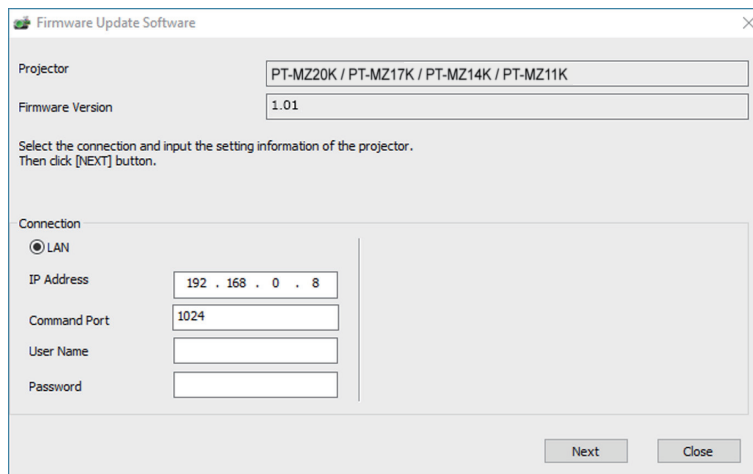 Firmware Update Software
Projector
PT-MZ20K / PT-MZ17K / PT-MZ14K / PT-MZ11K
Firmware Version
1.01
Select the connection and input the setting information of the projector.
Then click [NEXT] button.
Connection
LAN
IP Address
192 . 168 . 0 . 8
Command Port
1024
User Name
Password
Next
Close